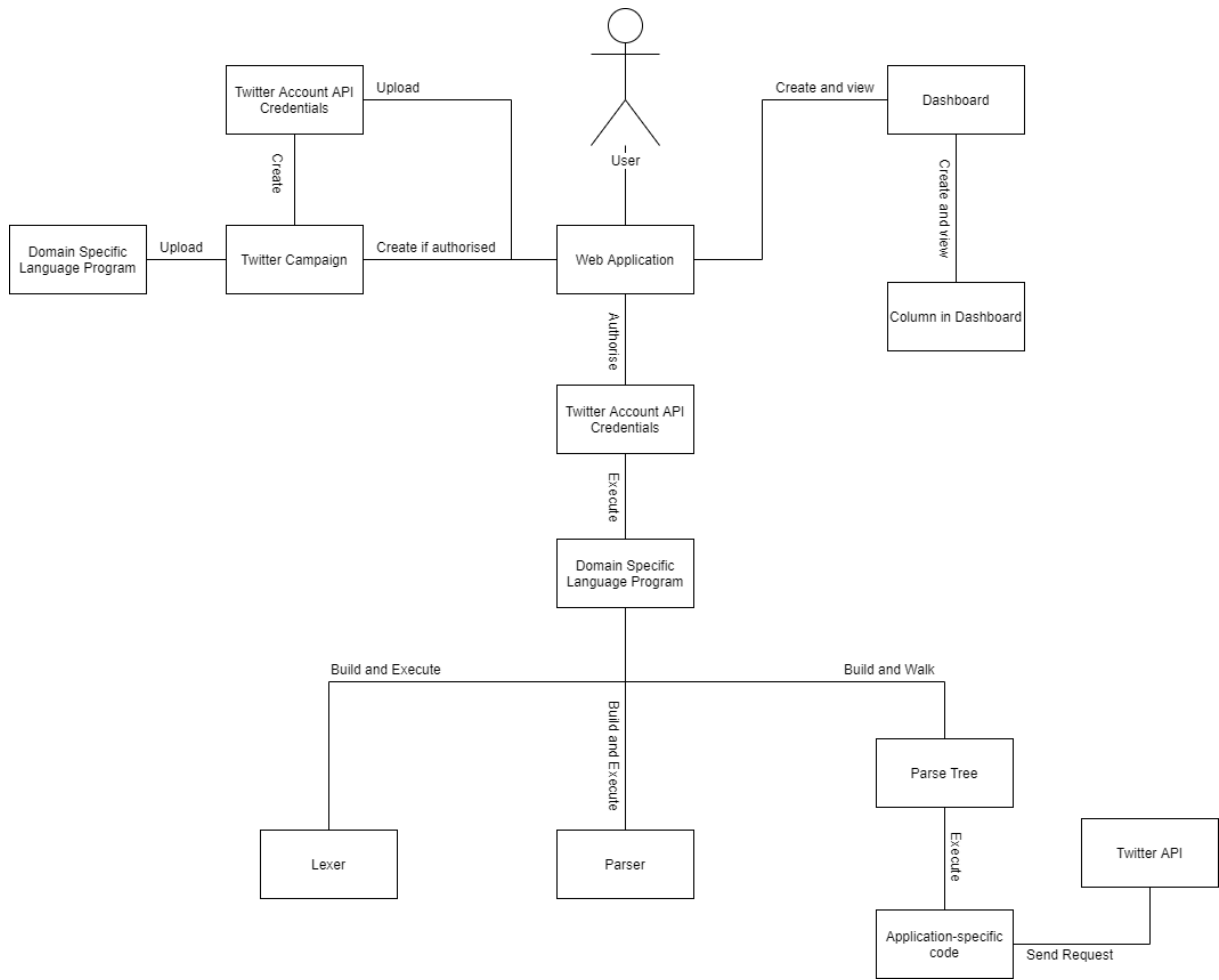 Twitter Account API
Credentials
Upload
Create and view
Dashboard
User
Create
Create and view
Domain Specific
Language Program
Upload
Twitter Campaign
Create if authorised
Web Application
Column in Dashboard
Authorise
Twitter Account API
Credentials
Execute
Domain Specific
Language Program
Build and Execute
Build and Walk
Build and Execute
Parse Tree
Lexer
Parser
Execute
Twitter API
Application-specific
code
Send Request